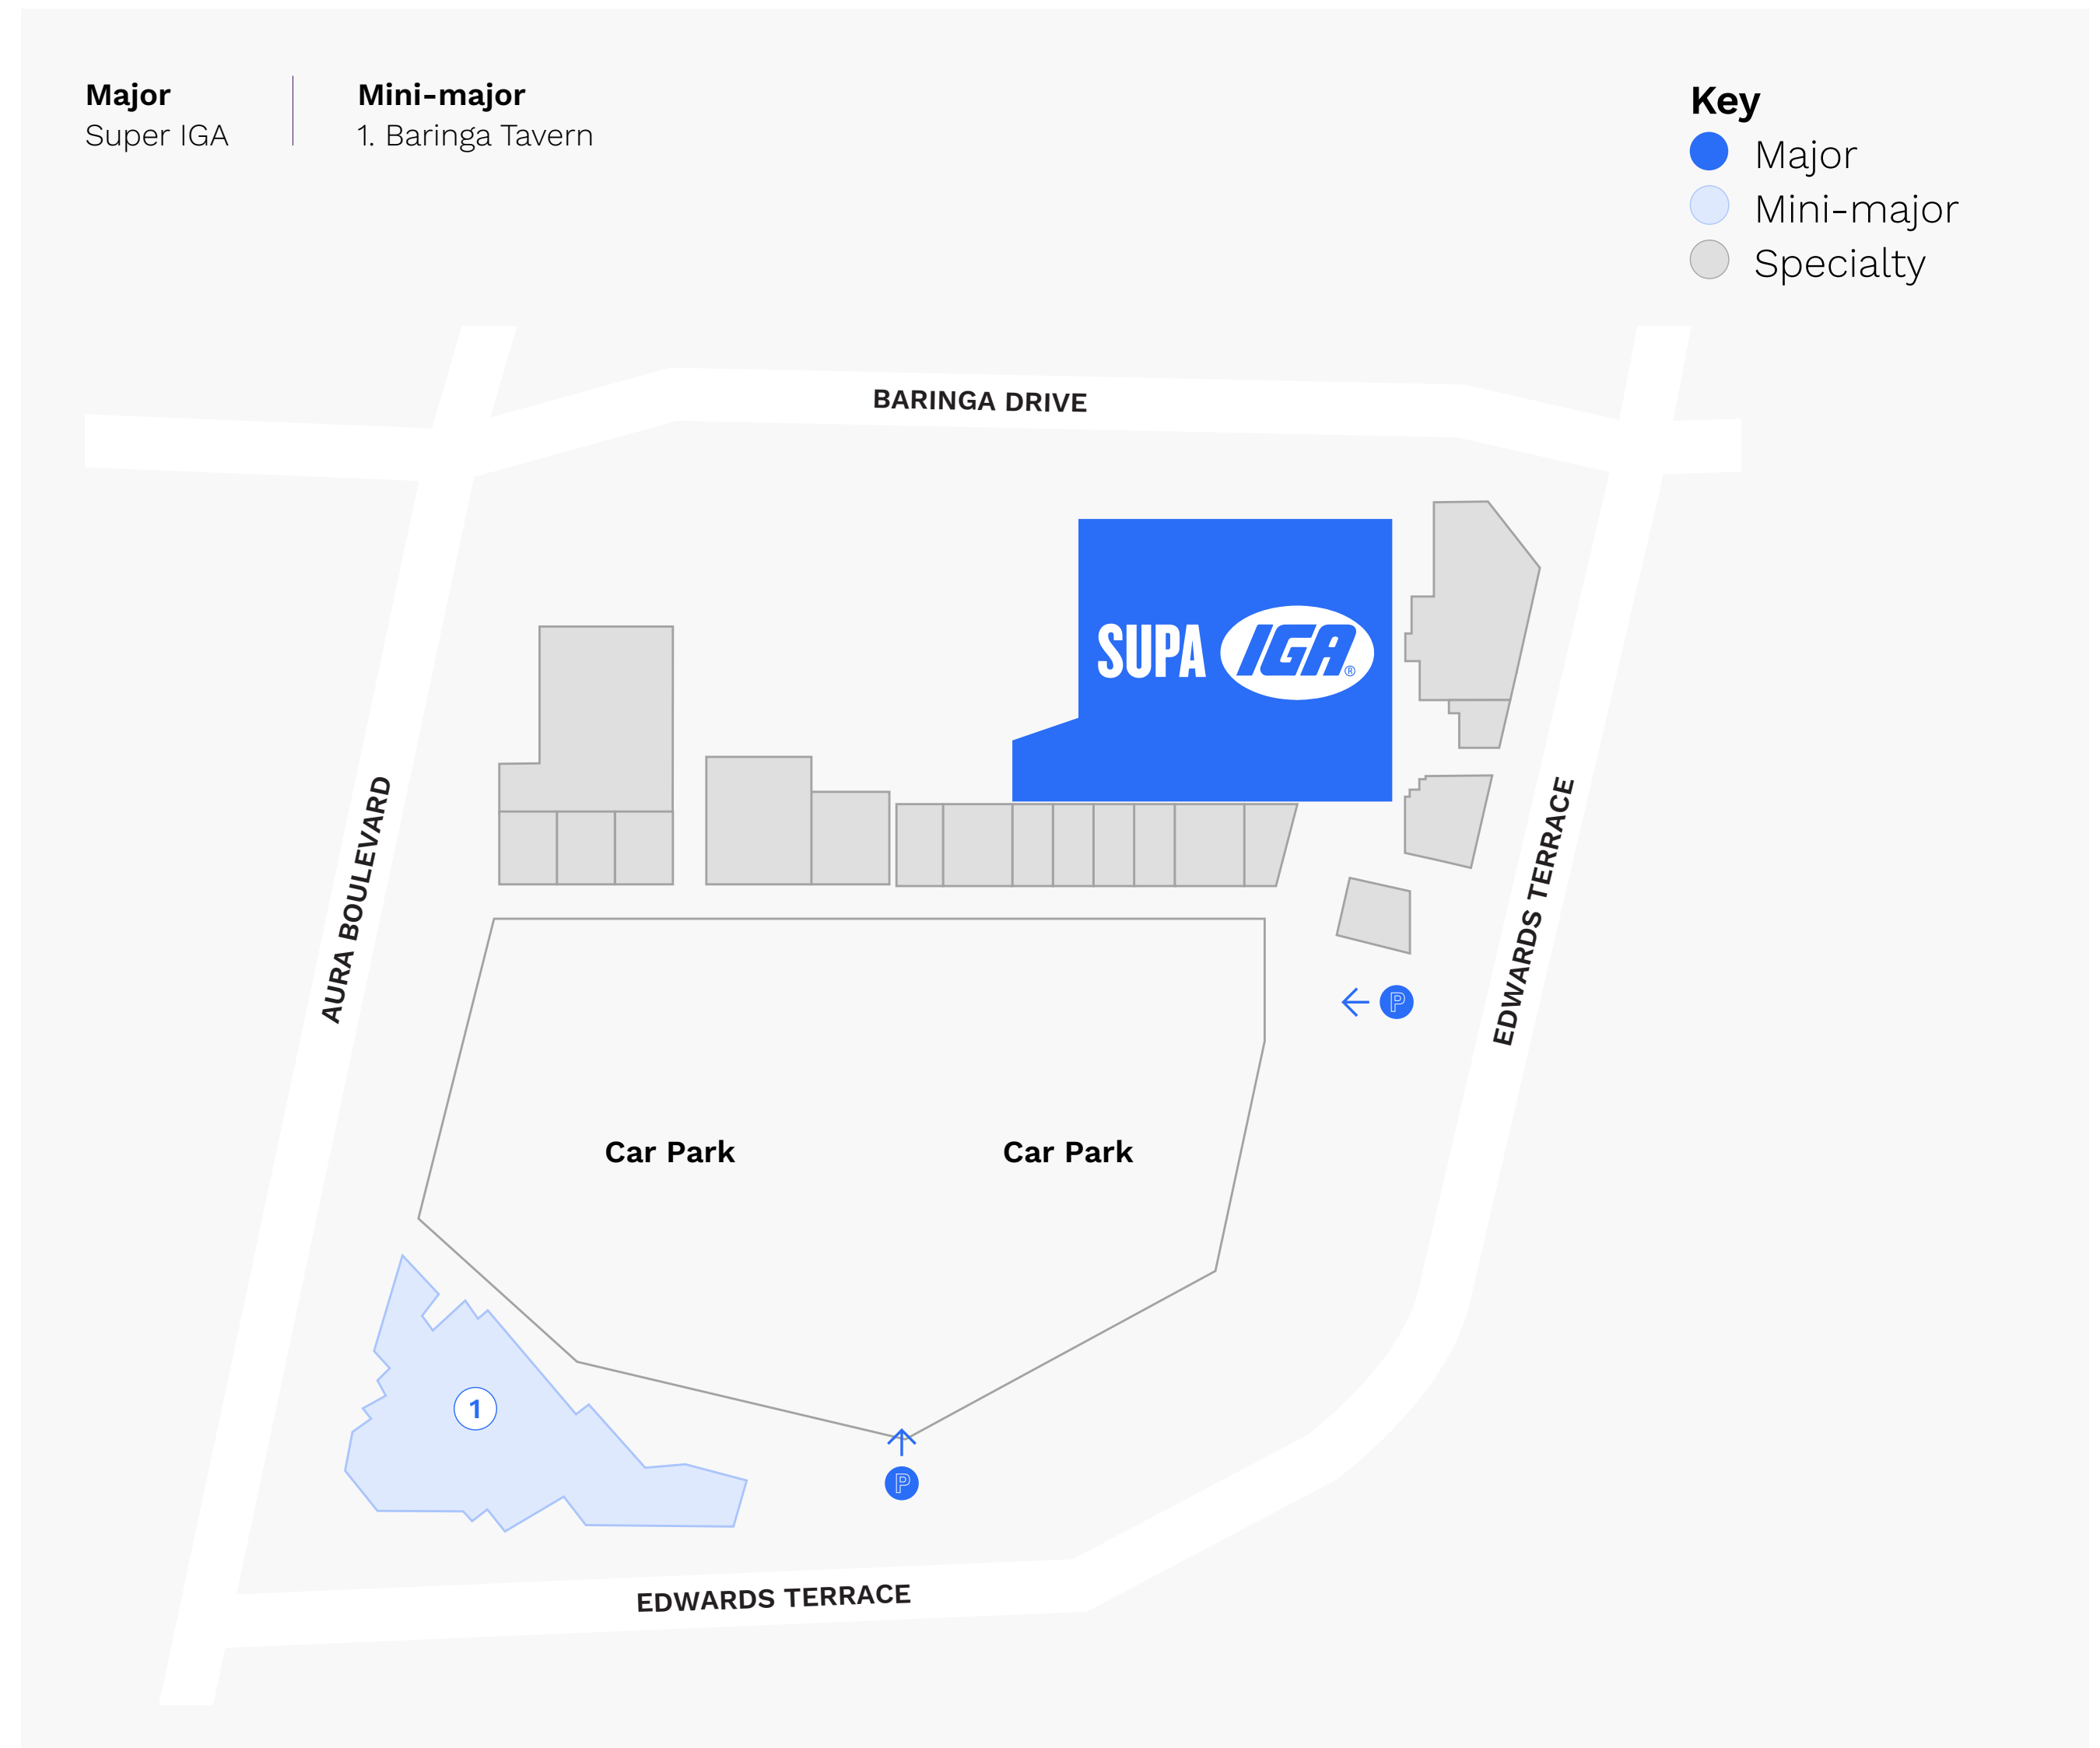 Major
Super IGA
Mini-major
1. Baringa Tavern
Key
Major
Mini-major
Specialty
BARINGA DRIVE
SUPA IGA®
AURA BOULEVARD
EDWARDS TERRACE
P
Car Park
Car Park
1
P
EDWARDS TERRACE